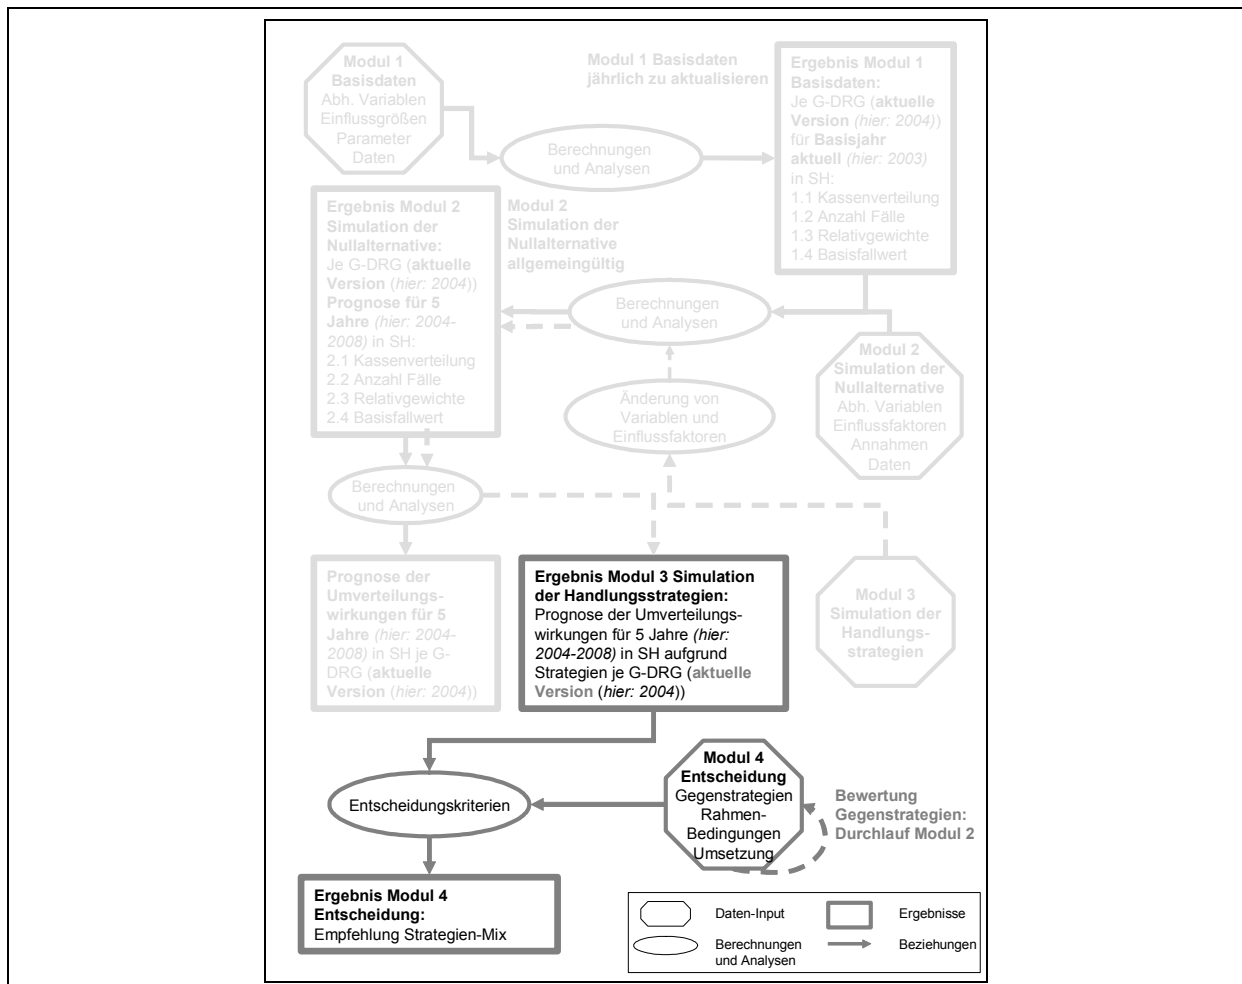 Modul 1
Basisdaten
Abh. Variablen
Einflussgrößen
Parameter
Daten
Modul 1 Basisdaten
jährlich zu aktualisieren
Ergebnis Modul 1
Basisdaten:
Je G-DRG (aktuelle
Version (hier: 2004))
für Basisjahr
aktuell (hier: 2003)
in SH:
1.1 Kassenverteilung
1.2 Anzahl Fälle
1.3 Relativgewichte
1.4 Basisfallwert
Berechnungen
und Analysen
Ergebnis Modul 2
Simulation der
Nullalternative:
Je G-DRG (aktuelle
Version (hier: 2004))
Prognose für 5
Jahre (hier: 2004-
2008) in SH:
2.1 Kassenverteilung
2.2 Anzahl Fälle
2.3 Relativgewichte
2.4 Basisfallwert
Modul 2
Simulation der
Nullalternative
allgemeingültig
Berechnungen
und Analysen
Modul 2
Simulation der
Nullalternative
Abh. Variablen
Einflussfaktoren
Annahmen
Daten
Änderung von
Variablen und
Einflussfaktoren
Berechnungen
und Analysen
Prognose der
Umverteilungs-
wirkungen für 5
Jahre (hier: 2004-
2008) in SH je G-
DRG (aktuelle
Version (hier: 2004))
Ergebnis Modul 3 Simulation
der Handlungsstrategien:
Prognose der Umverteilungs-
wirkungen für 5 Jahre (hier:
2004-2008) in SH aufgrund
Strategien je G-DRG (aktuelle
Version (hier: 2004))
Modul 3
Simulation der
Handlungs-
strategien
Entscheidungskriterien
Modul 4
Entscheidung
Gegenstrategien
Rahmen-
Bedingungen
Umsetzung
Bewertung
Gegenstrategien:
Durchlauf Modul 2
Ergebnis Modul 4
Entscheidung:
Empfehlung Strategien-Mix
Daten-Input
Ergebnisse
Berechnungen
und Analysen
Beziehungen